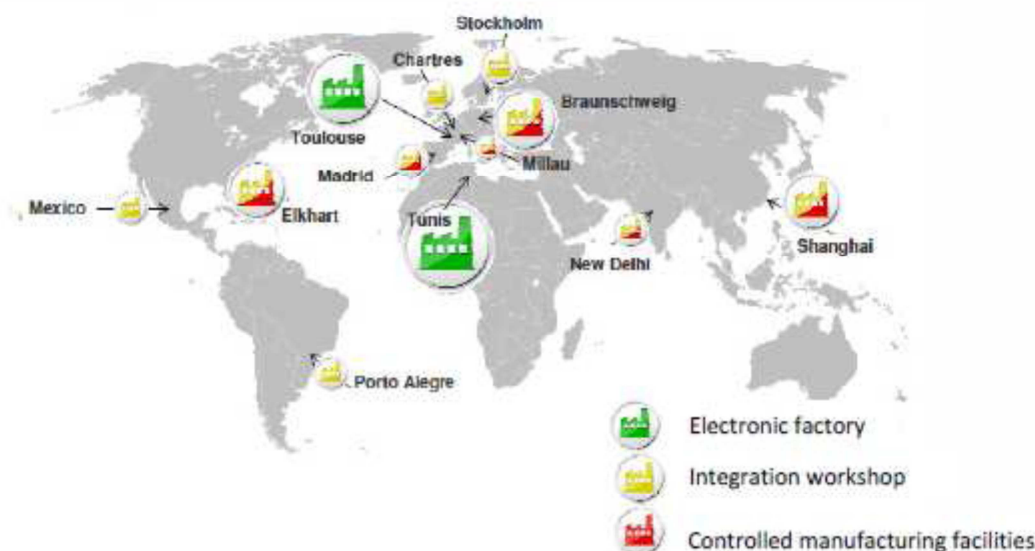 Stockholm
Chartres
Braunschweig
Toulouse
Millau
Madrid
Mexico
Elkhart
Tunis
Shanghai
New Delhi
Porto Alegre
Electronic factory
Integration workshop
Controlled manufacturing facilities